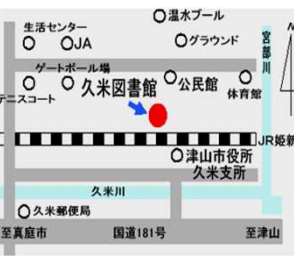 温水プール
生活センター
JA
グラウンド
宮部川
ゲートボール場
久米図書館
公民館
体育館
テニスコート
JR姫新
津山市役所
久米支所
久米川
久米郵便局
至真庭市
国道181号
至津山